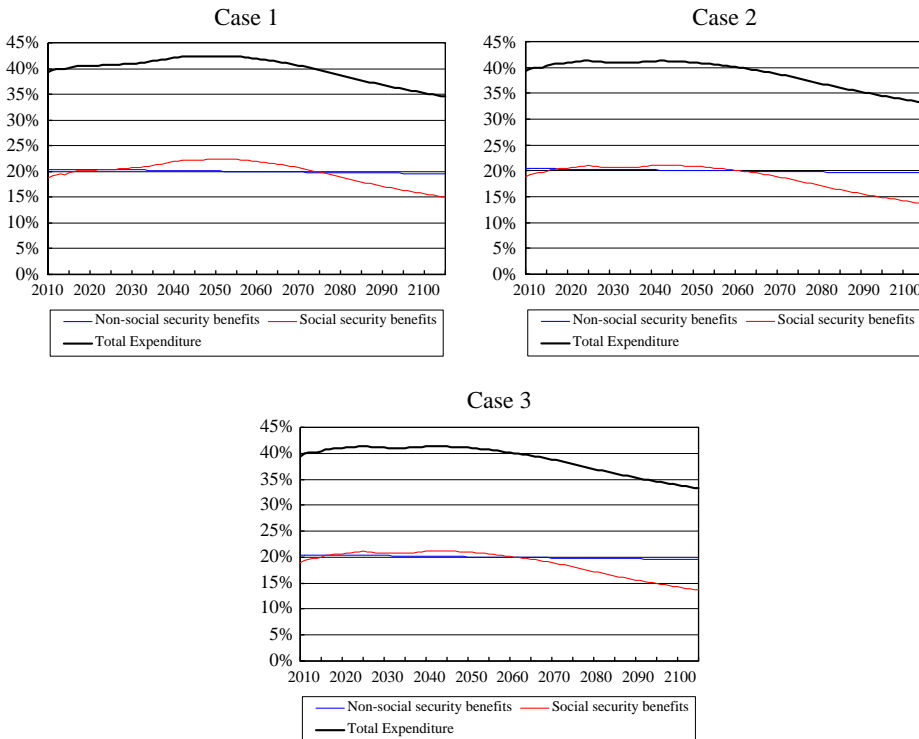 Case 1
45%
40%
35%
30%
25%
20%
15%
10%
5%
0%
2010 2020 2030 2040 2050 2060 2070 2080 2090 2100
Non-social security benefits Social security benefits
Total Expenditure
Case 2
45%
40%
35%
30%
25%
20%
15%
10%
5%
0%
2010 2020 2030 2040 2050 2060 2070 2080 2090 2100
Non-social security benefits Social security benefits
Total Expenditure
Case 3
45%
40%
35%
30%
25%
20%
15%
10%
5%
0%
2010 2020 2030 2040 2050 2060 2070 2080 2090 2100
Non-social security benefits Social security benefits
Total Expenditure